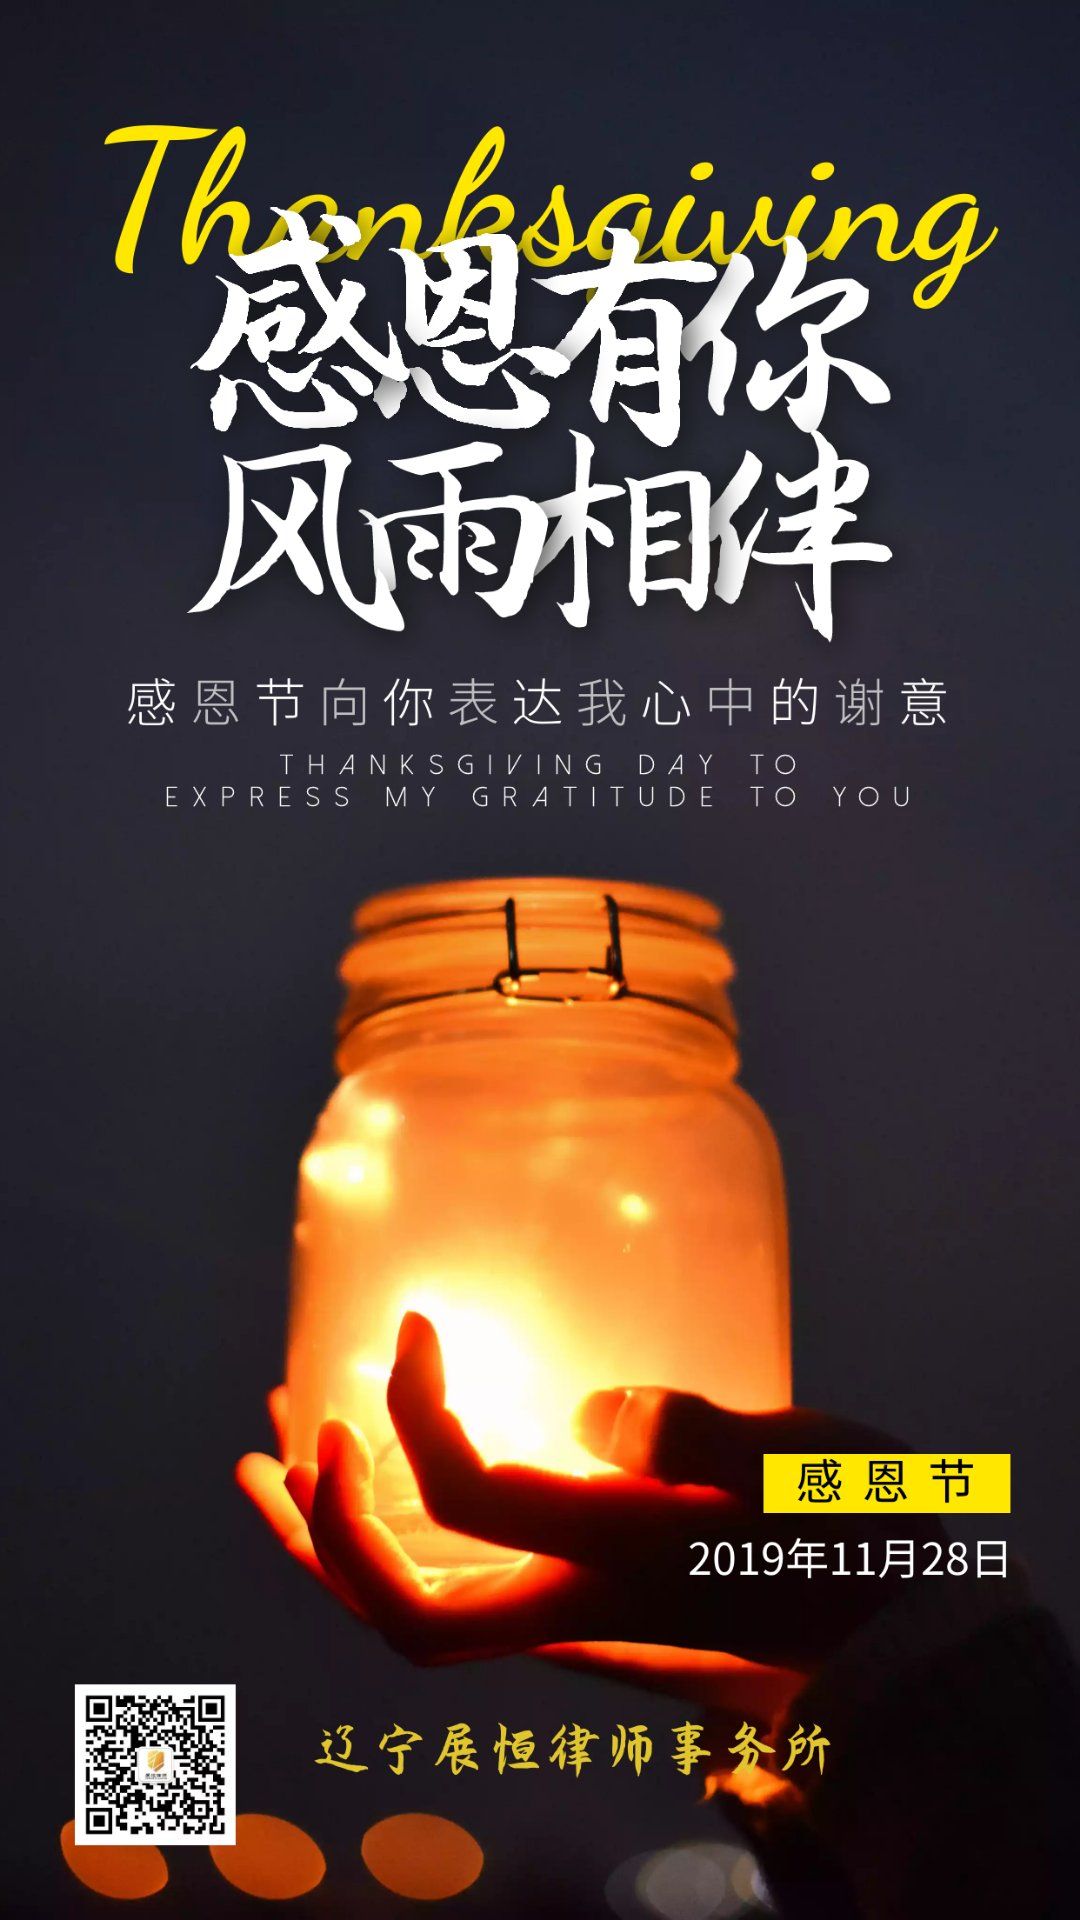 Thanksgiving
感恩有你
风雨相伴
感恩节向你表达我心中的谢意
THANKSGIVING DAY TO
EXPRESS MY GRATITUDE TO YOU
感恩节
2019年11月28日
辽宁展恒律师事务所